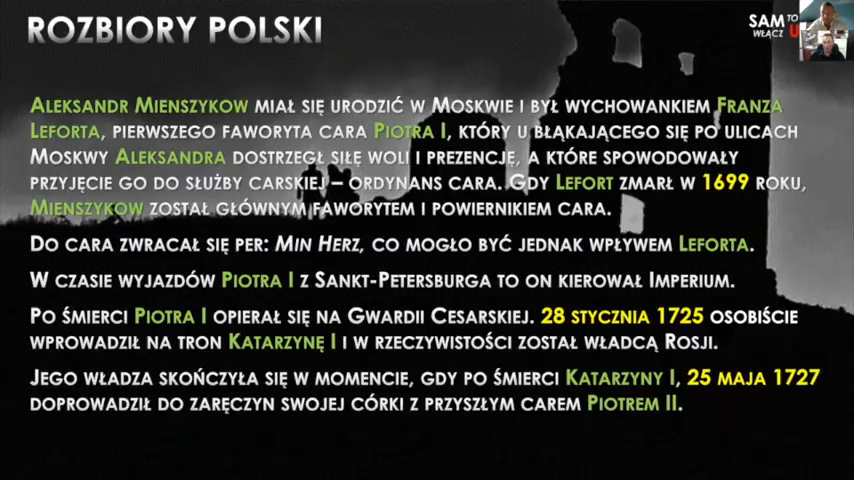 ROZBIORY POLSKI
SAM TO
WŁĄCZ U
ALEKSANDR MIENSZYKOW MIAŁ SIĘ URODZIĆ W MOSKWIE I BYŁ WYCHOWANKIEM FRANZA
LEFORTA, PIERWSZEGO FAWORYTA CARA PIOTRA I, KTÓRY U BŁĄKAJĄCEGO SIĘ PO ULICACH
MOSKWY ALEKSANDRA DOSTRZEGŁ SIŁĘ WOLI I PREZENCJĘ, A KTÓRE SPOWODOWAŁY
PRZYJĘCIE GO DO SŁUŻBY CARSKIEJ – ORDYNANS CARA. GDY LEFORT ZMARŁ W 1699 ROKU,
MIENSZYKOW ZOSTAŁ GŁÓWNYM FAWORYTEM I POWIERNIKIEM CARA.
DO CARA ZWRACAŁ SIĘ PER: MIN HERZ, CO MOGŁO BYĆ JEDNAK WPŁYWEM LEFORTA.
W CZASIE WYJAZDÓW PIOTRA I Z SANKT-PETERSBURGA TO ON KIEROWAŁ IMPERIUM.
PO ŚMIERCI PIOTRA I OPIERAŁ SIĘ NA GWARDII CESARSKIEJ. 28 STYCZNIA 1725 OSOBIŚCIE
WPROWADZIŁ NA TRON KATARZYNĘ I I W RZECZYWISTOŚCI ZOSTAŁ WŁADCĄ ROSJI.
JEGO WŁADZA SKOŃCZYŁA SIĘ W MOMENCIE, GDY PO ŚMIERCI KATARZYNY I, 25 MAJA 1727
DOPROWADZIŁ DO ZARĘCZYN SWOJEJ CÓRKI Z PRZYSZŁYM CAREM PIOTREM II.